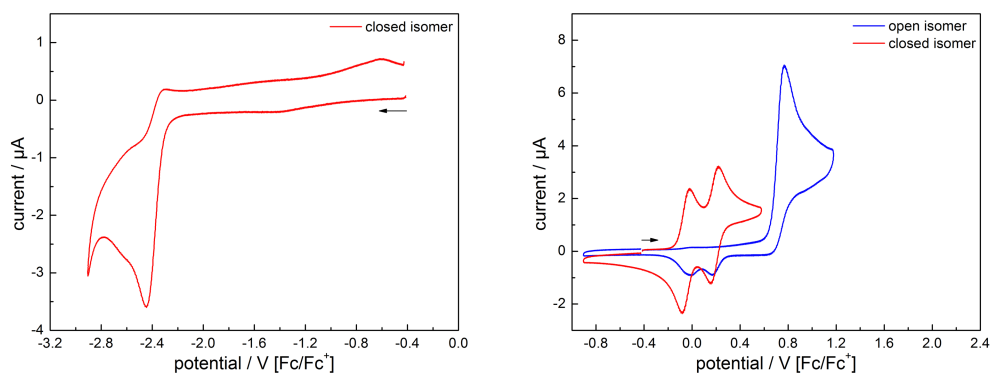 closed isomer
1
0
-1
-2
-3
-4
current / µA
-3.2 -2.8 -2.4 -2.0 -1.6 -1.2 -0.8 -0.4 0.0
potential / V [Fc/Fc⁺]
open isomer
closed isomer
8
6
4
2
0
-2
current / µA
-0.8 -0.4 0.0 0.4 0.8 1.2 1.6 2.0 2.4
potential / V [Fc/Fc⁺]